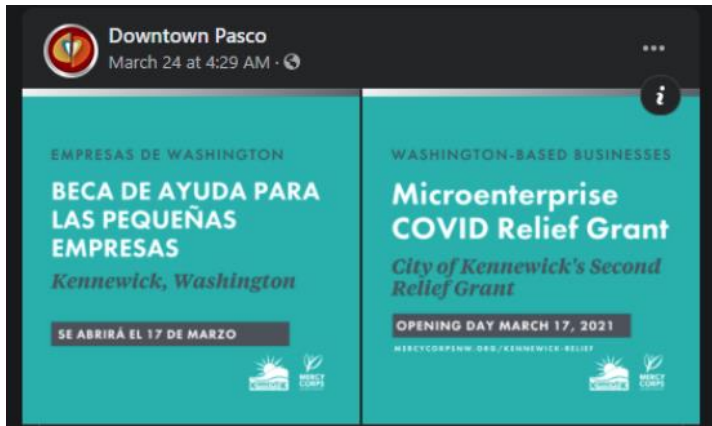 Downtown Pasco
March 24 at 4:29 AM ·
EMPRESAS DE WASHINGTON
BECA DE AYUDA PARA
LAS PEQUEÑAS
EMPRESAS
Kennewick, Washington
SE ABRIRÁ EL 17 DE MARZO
MERCY
CORPS
WASHINGTON-BASED BUSINESSES
Microenterprise
COVID Relief Grant
City of Kennewick's Second
Relief Grant
OPENING DAY MARCH 17, 2021
MERCYCORPSNW.ORG/KENNEWICK-RELIEF
MERCY
CORPS